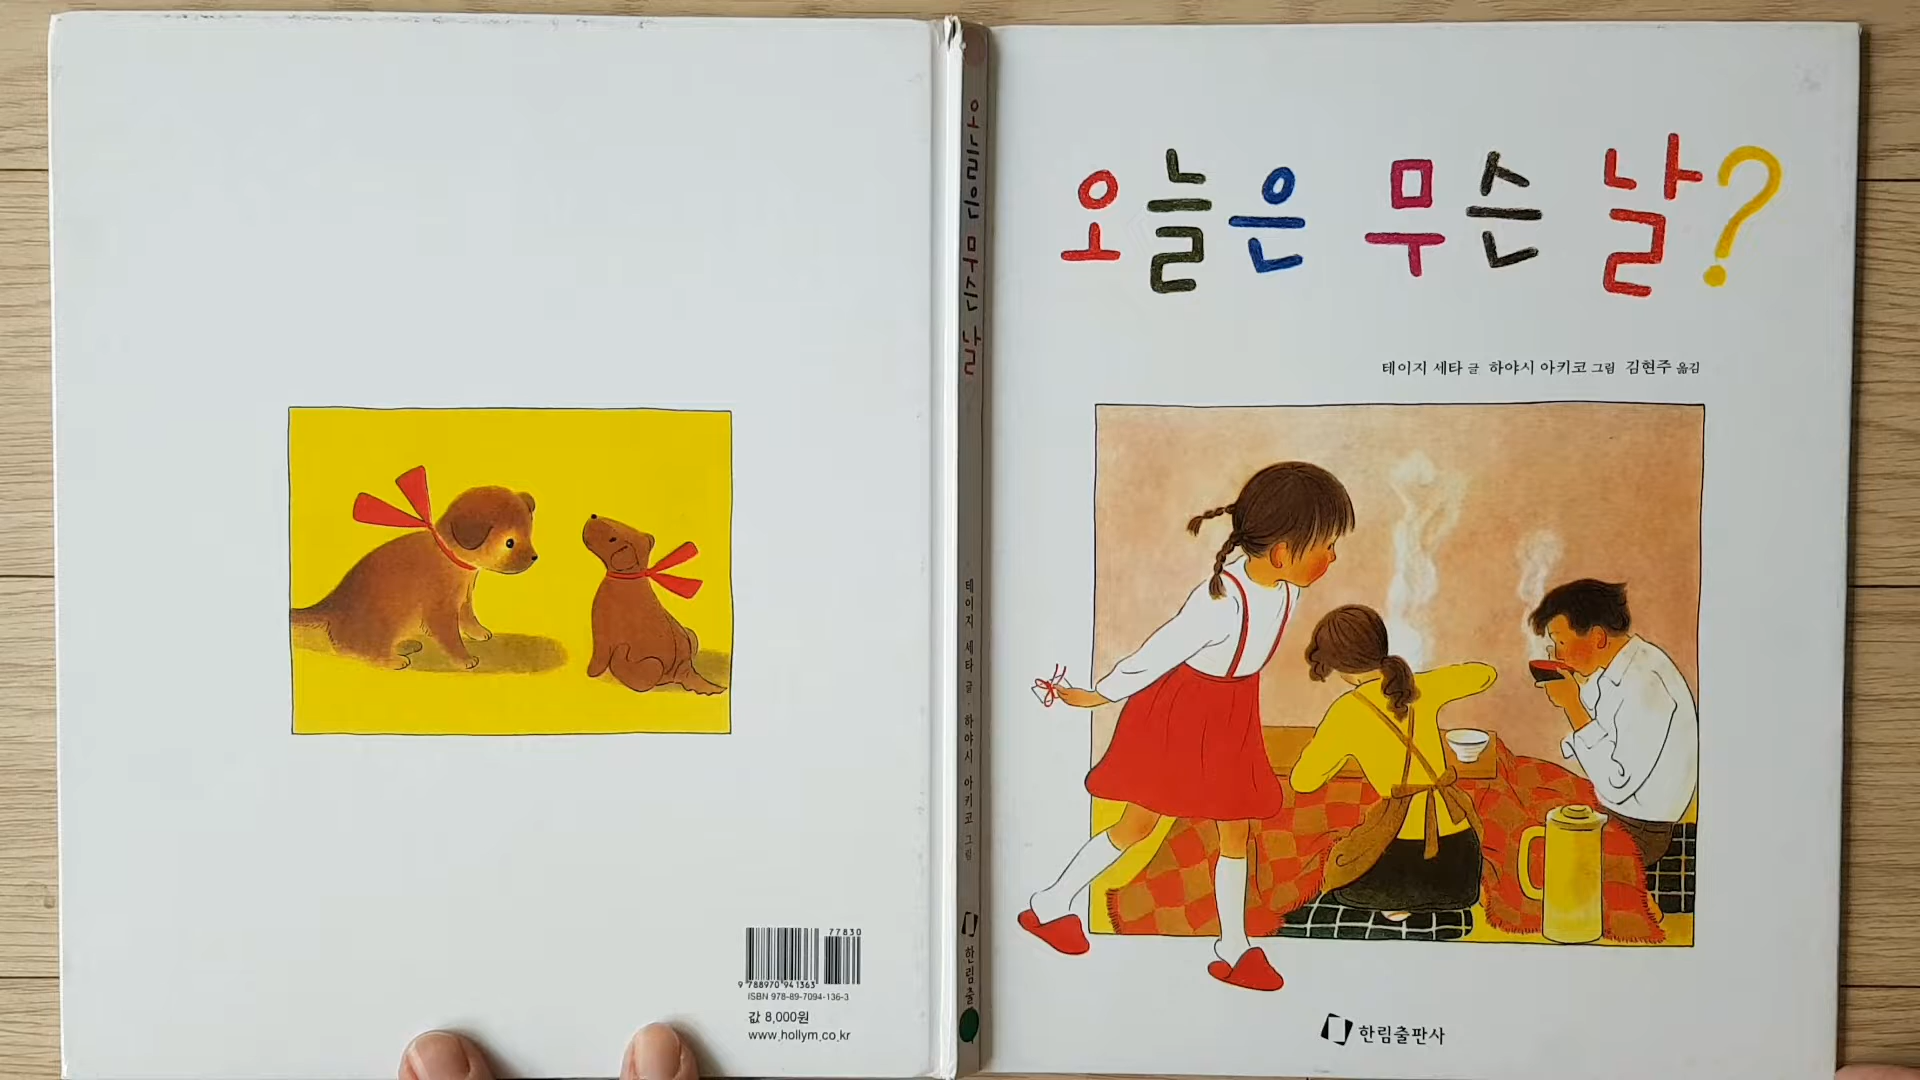 오늘은 무슨 날?
테이지 세타 글 하야시 아키코 그림 김현주 옮김
한림출판사
오늘은 무슨 날
테이지 세타 글·하야시 아키코 그림
한림출
77830
9 788970 941363
ISBN 978-89-7094-136-3
값 8,000원
www.hollym.co.kr